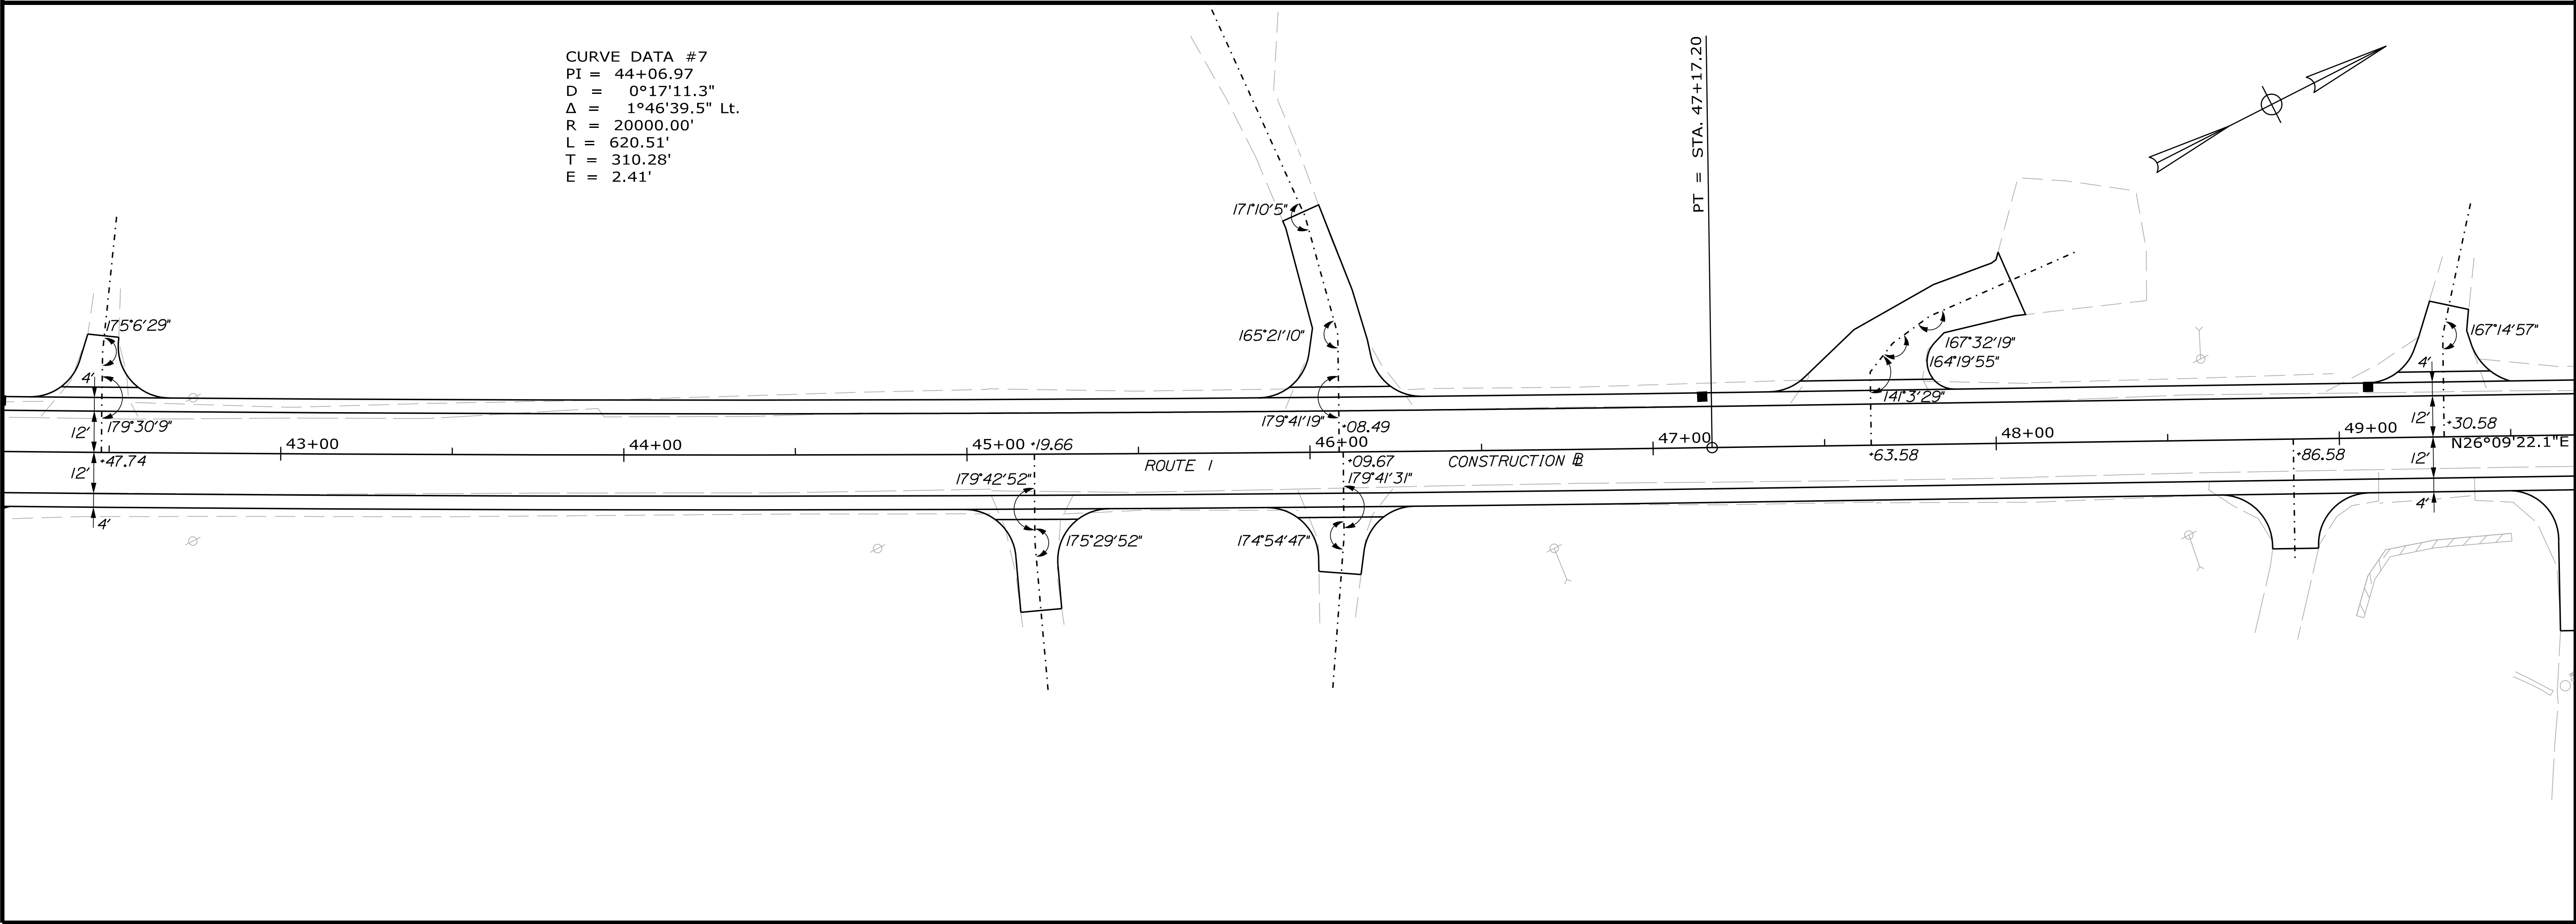 CURVE DATA #7
PI = 44+06.97
D = 0°17'11.3"
Δ = 1°46'39.5" Lt.
R = 20000.00'
L = 620.51'
T = 310.28'
E = 2.41'
PT = STA. 47+17.20
171°10'5"
175°6'29"
165°21'10"
167°32'19"
164°19'55"
167°14'57"
4'
4'
141°3'29"
179°30'9"
179°41'19"
+08.49
12'
12'
+30.58
43+00
44+00
45+00
+19.66
46+00
47+00
48+00
49+00
N26°09'22.1"E
+47.74
ROUTE 1
+09.67
CONSTRUCTION BL
+63.58
+86.58
12'
12'
179°42'52"
179°41'31"
4'
4'
175°29'52"
174°54'47"